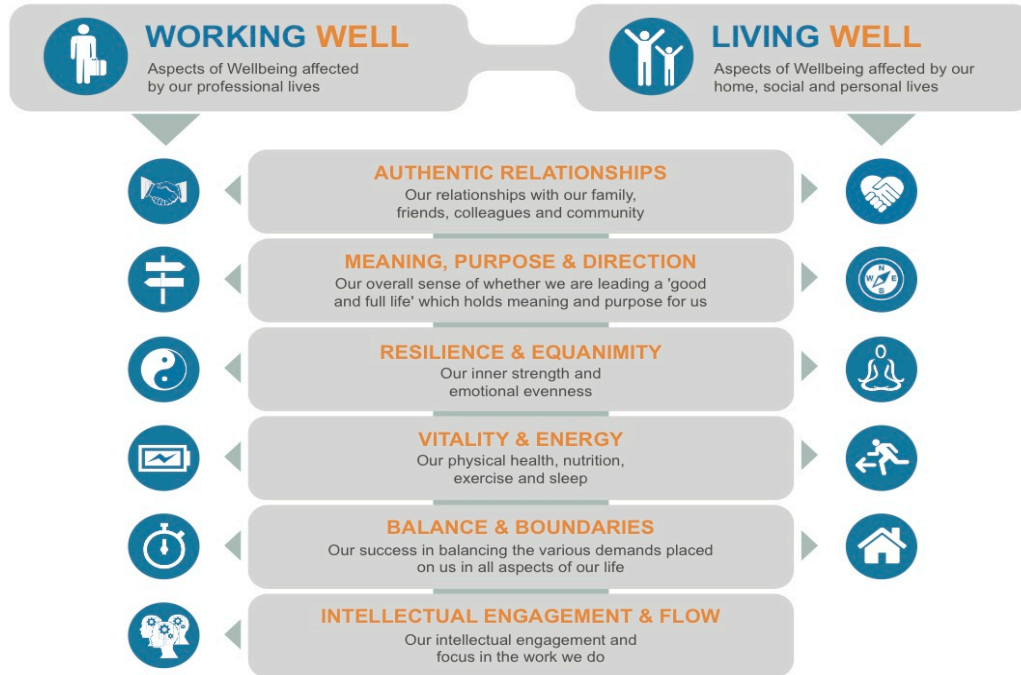 WORKING WELL
Aspects of Wellbeing affected
by our professional lives
LIVING WELL
Aspects of Wellbeing affected by our
home, social and personal lives
AUTHENTIC RELATIONSHIPS
Our relationships with our family,
friends, colleagues and community
MEANING, PURPOSE & DIRECTION
Our overall sense of whether we are leading a 'good
and full life' which holds meaning and purpose for us
N
W E
S
RESILIENCE & EQUANIMITY
Our inner strength and
emotional evenness
VITALITY & ENERGY
Our physical health, nutrition,
exercise and sleep
BALANCE & BOUNDARIES
Our success in balancing the various demands placed
on us in all aspects of our life
INTELLECTUAL ENGAGEMENT & FLOW
Our intellectual engagement and
focus in the work we do